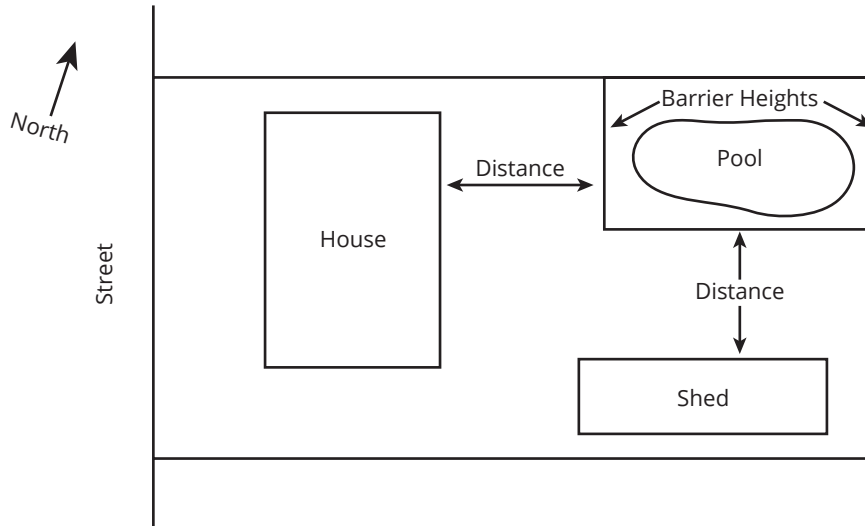 North
Barrier Heights
Pool
Distance
House
Street
Distance
Shed